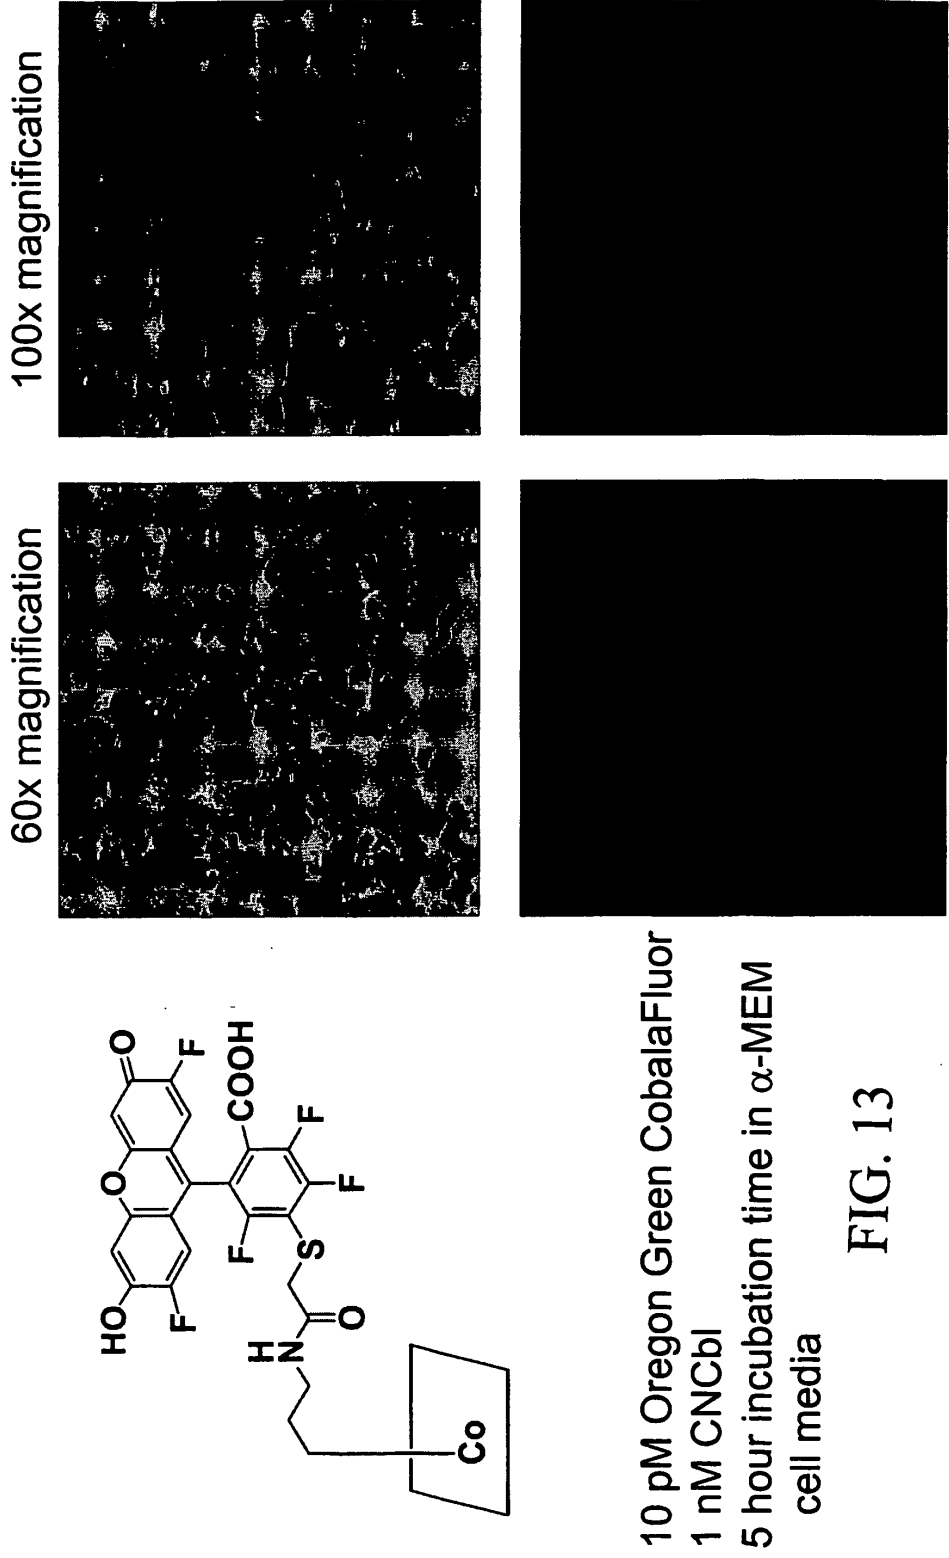 60x magnification
100x magnification
HO
O
O
F
F
COOH
F
F
F
S
H
N
O
Co
10 pM Oregon Green CobalaFluor
1 nM CNCbl
5 hour incubation time in α-MEM
cell media
FIG. 13